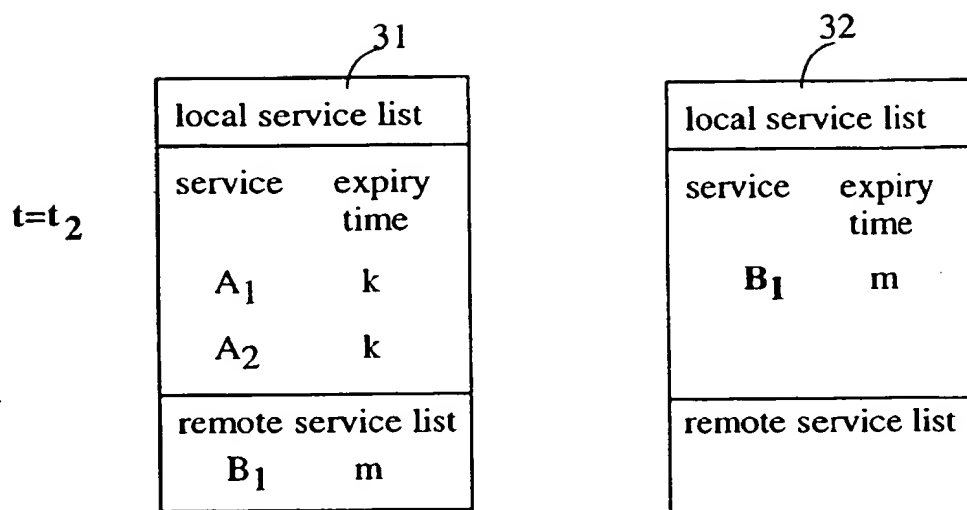 31
local service list
service expiry
time
A1 k
A2 k
remote service list
B1 m
t=t2
32
local service list
service expiry
time
B1 m
remote service list